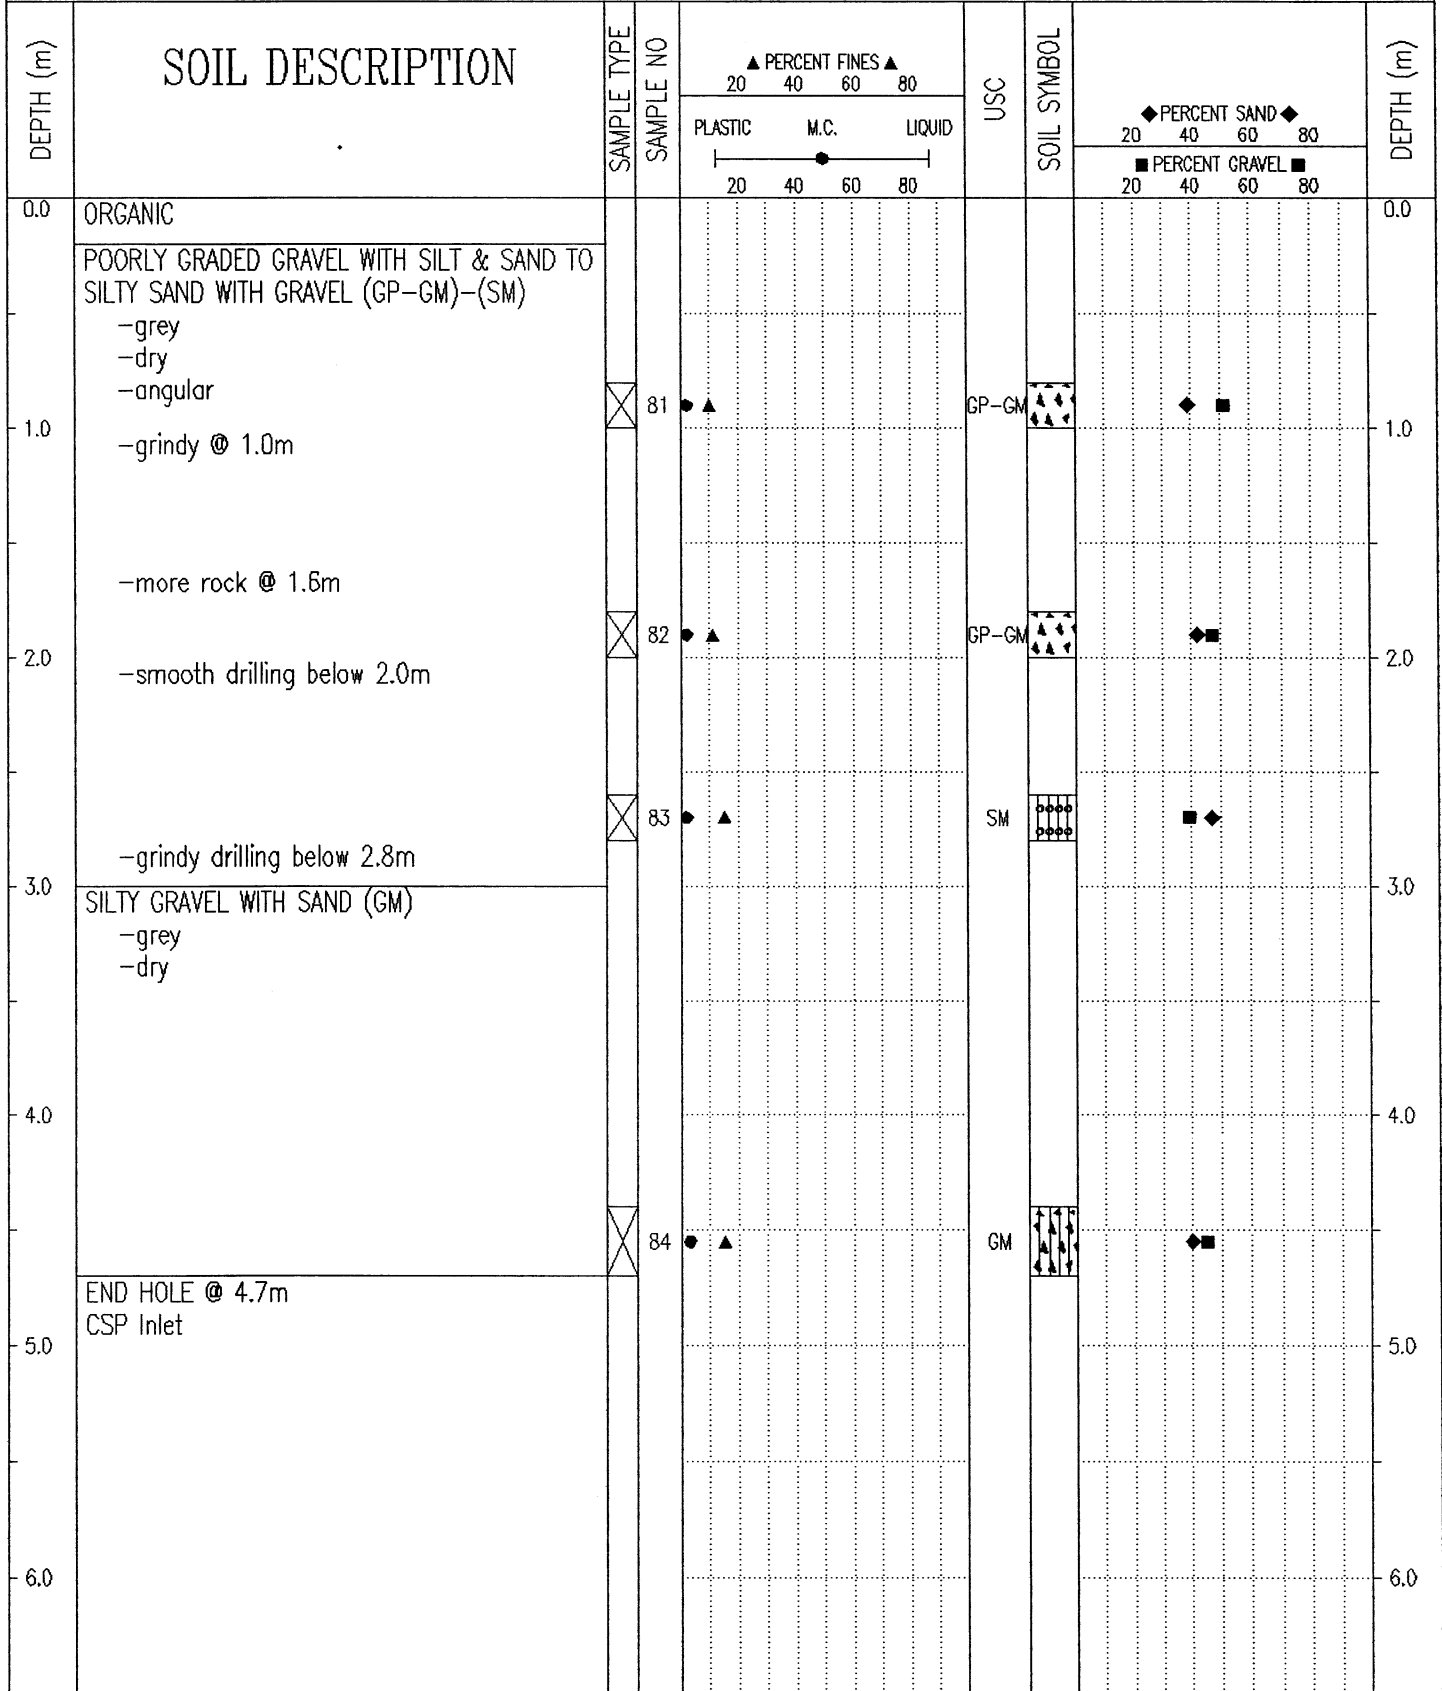 DEPTH (m)
SOIL DESCRIPTION
SAMPLE TYPE
SAMPLE NO
▲ PERCENT FINES ▲
20 40 60 80
PLASTIC M.C. LIQUID
20 40 60 80
USC
SOIL SYMBOL
◆ PERCENT SAND ◆
20 40 60 80
■ PERCENT GRAVEL ■
20 40 60 80
DEPTH (m)
0.0 ORGANIC 0.0
POORLY GRADED GRAVEL WITH SILT & SAND TO
SILTY SAND WITH GRAVEL (GP-GM)-(SM)
-grey
-dry
-angular
81 GP-GM
1.0 1.0
-grindy @ 1.0m
-more rock @ 1.6m
82 GP-GM
2.0 2.0
-smooth drilling below 2.0m
83 SM
-grindy drilling below 2.8m
3.0 3.0
SILTY GRAVEL WITH SAND (GM)
-grey
-dry
4.0 4.0
84 GM
END HOLE @ 4.7m
CSP Inlet
5.0 5.0
6.0 6.0